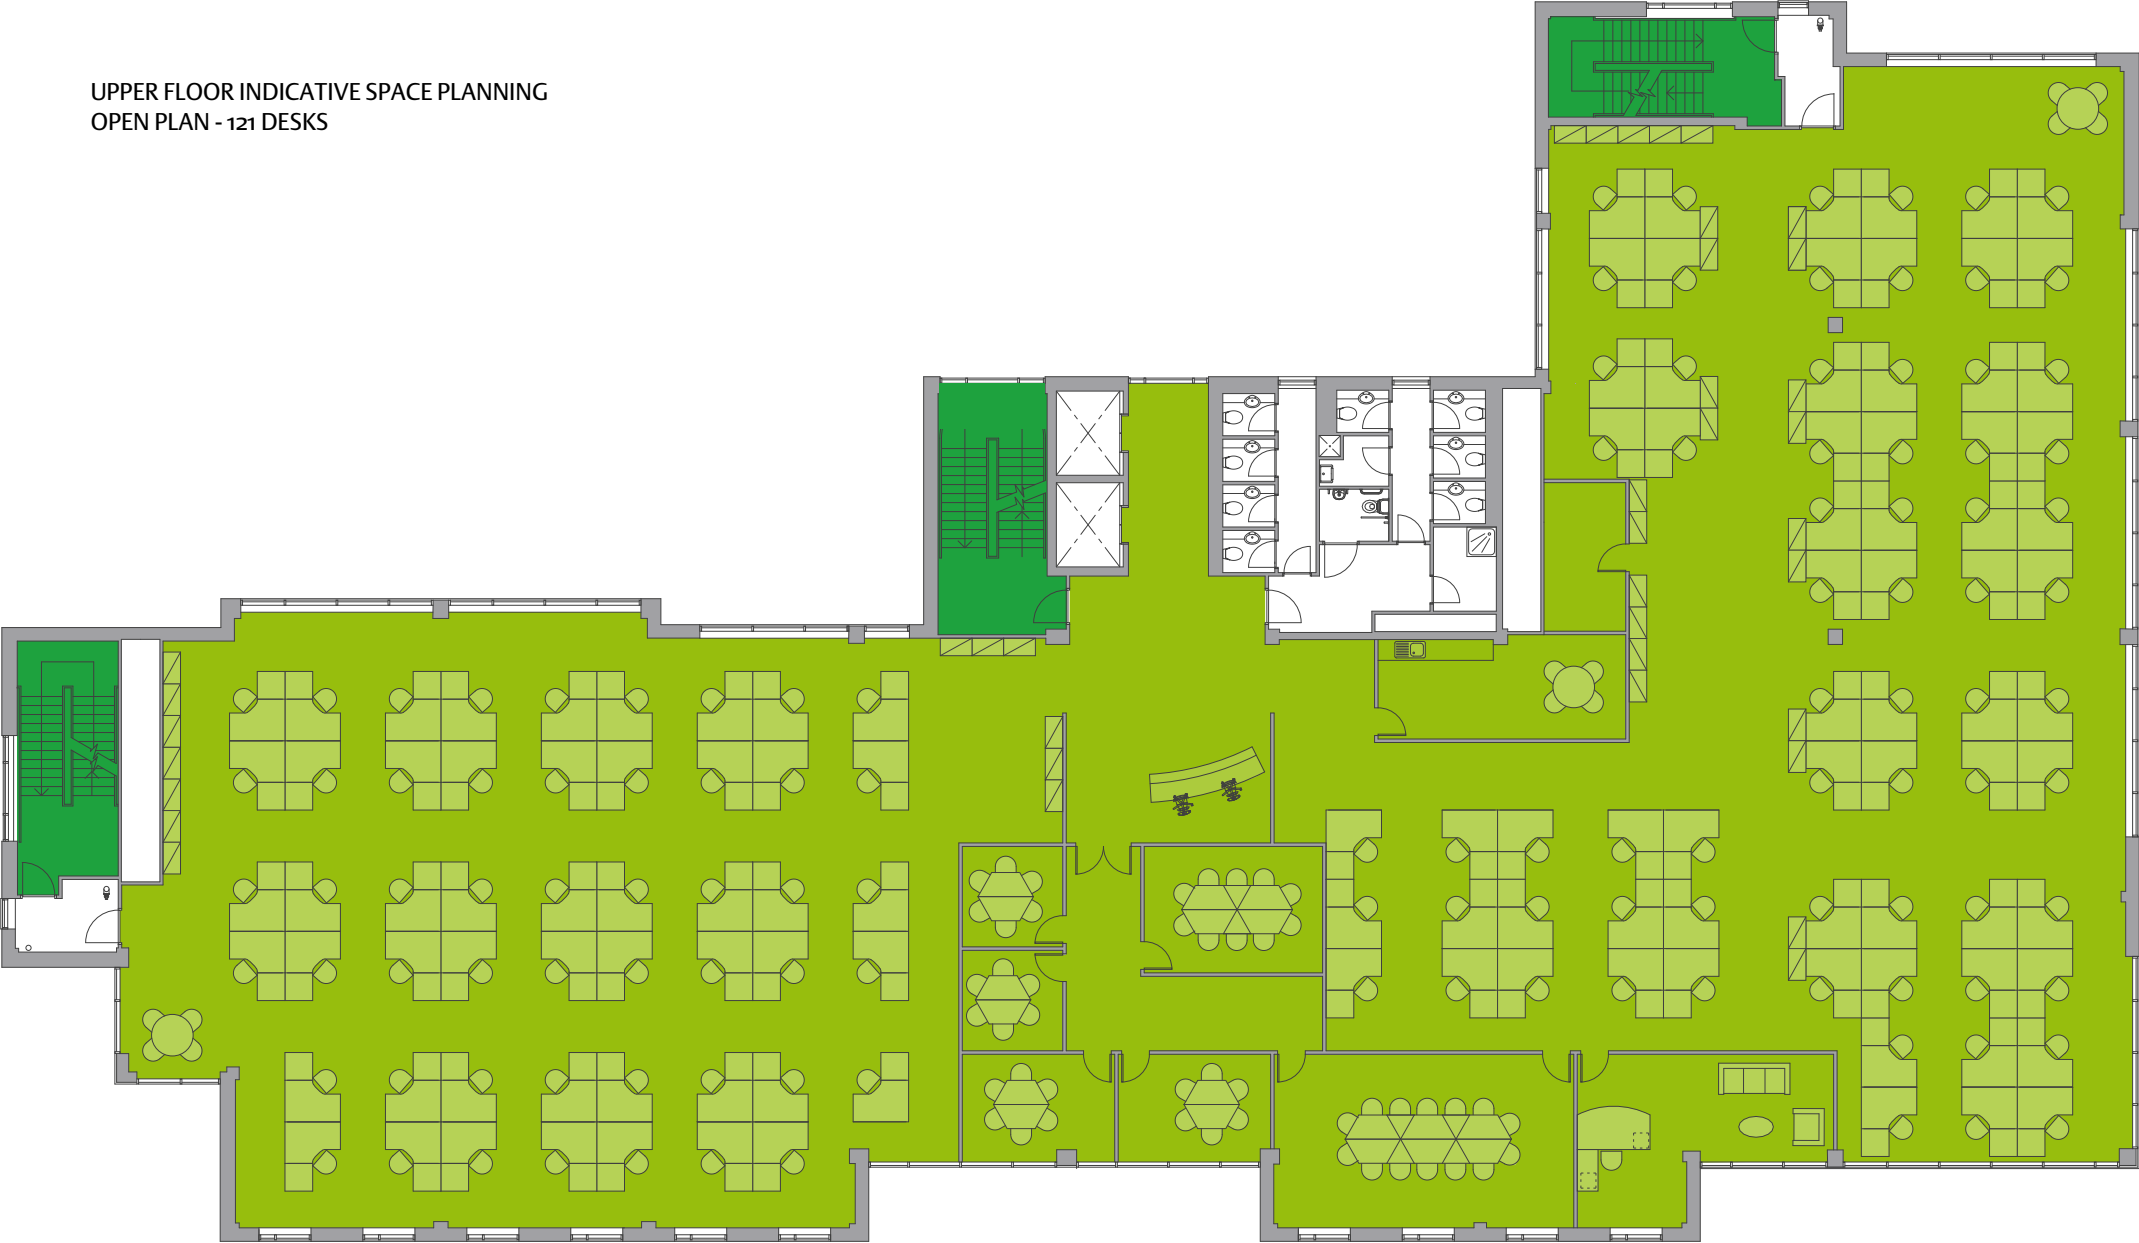 UPPER FLOOR INDICATIVE SPACE PLANNING
OPEN PLAN - 121 DESKS